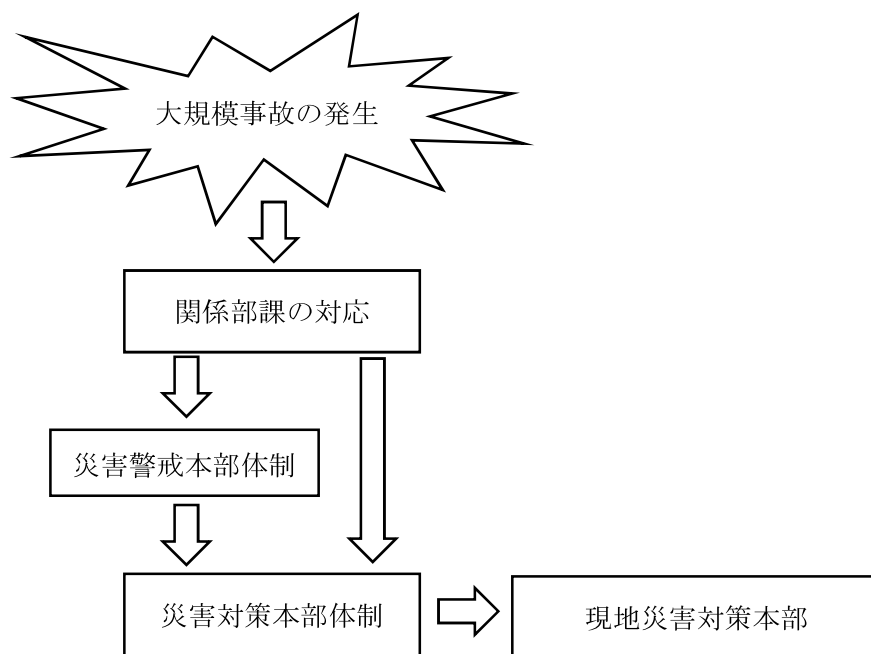 大規模事故の発生
関係部課の対応
災害警戒本部体制
災害対策本部体制
現地災害対策本部